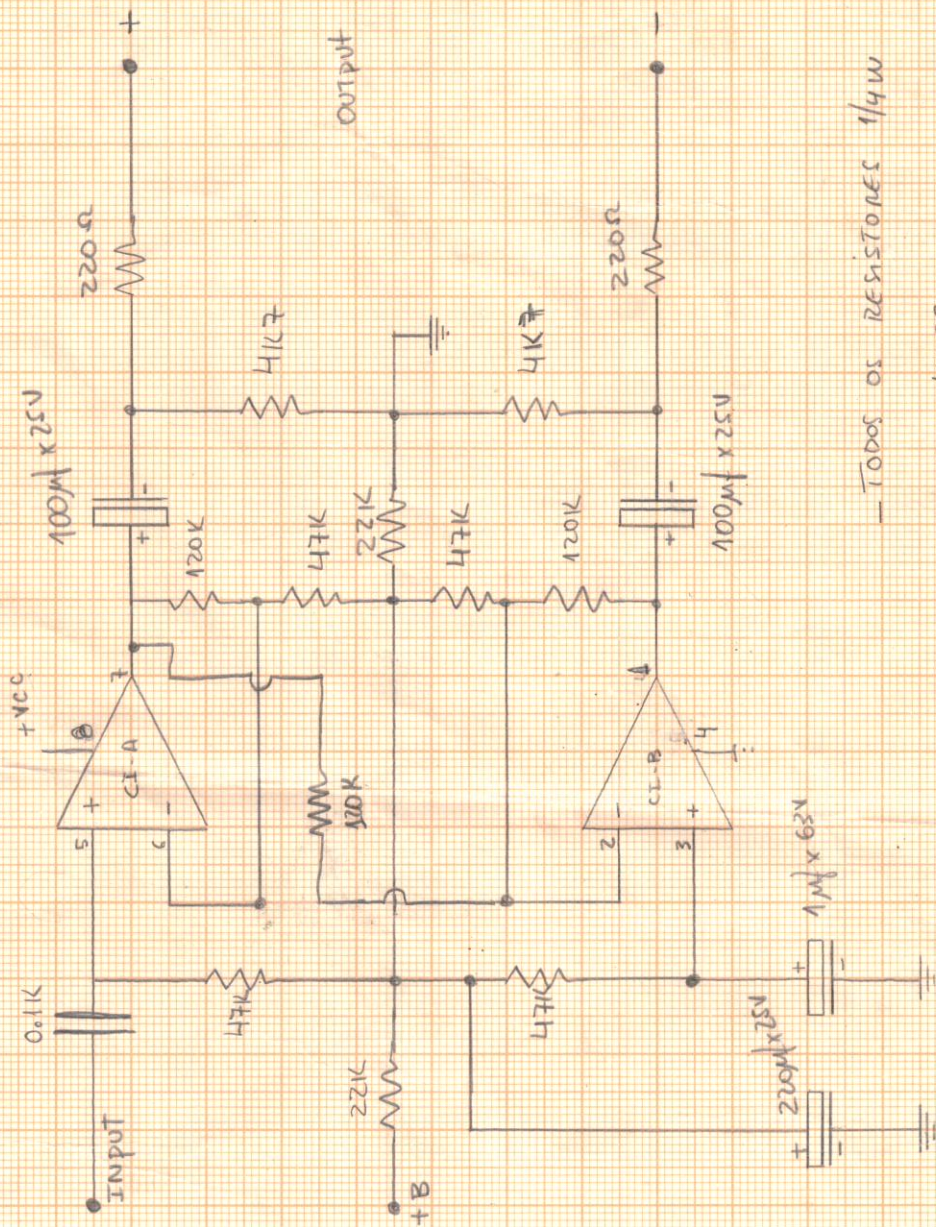 INPUT
0.1K
5
6
+
-
CI-A
+VCC
8
7
100µf x 25V
+
-
220Ω
+
47K
120K
47K
4K7
OUTPUT
120K
+B
22K
22K
47K
47K
120K
4K7
2
3
-
+
CI-B
4
1
+
-
100µf x 25V
220Ω
-
220µf x 25V
+
-
1µf x 63V
+
-
- TODOS OS RESISTORES 1/4W